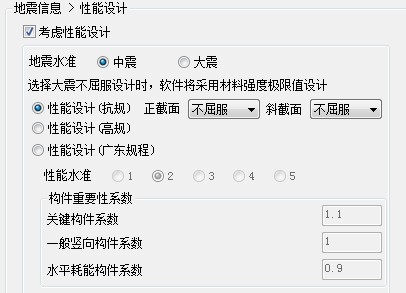 地震信息 > 性能设计
考虑性能设计
地震水准 中震 大震
选择大震不屈服设计时，软件将采用材料强度极限值设计
性能设计(抗规) 正截面 不屈服 斜截面 不屈服
性能设计(高规)
性能设计(广东规程)
性能水准 1 2 3 4 5
构件重要性系数
关键构件系数 1.1
一般竖向构件系数 1
水平耗能构件系数 0.9